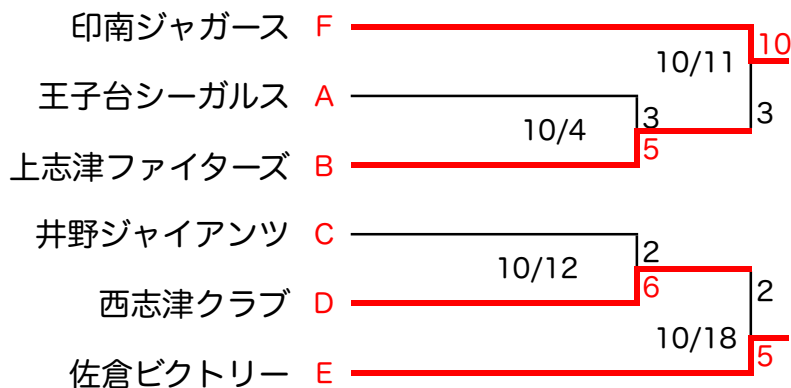 印南ジャガース F
10
10/11
王子台シーガルス A
3
3
10/4
5
上志津ファイターズ B
井野ジャイアンツ C
2
10/12
6
2
西志津クラブ D
10/18
5
佐倉ビクトリー E